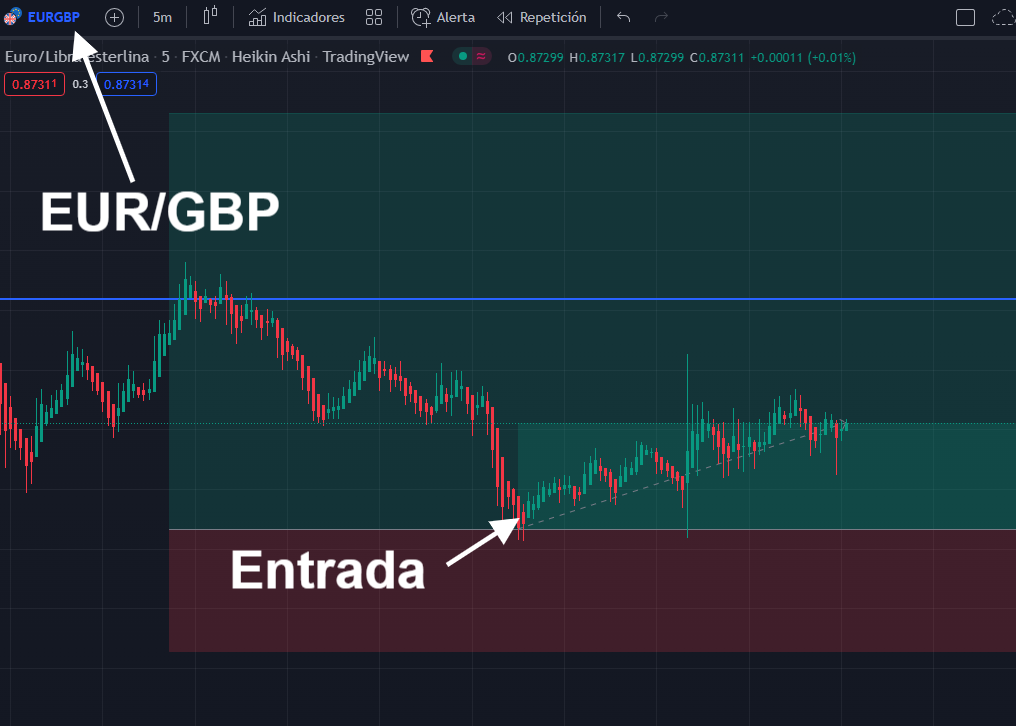 EURGBP 5m Indicadores Alerta Repetición
Euro/Libra esterlina · 5 · FXCM · Heikin Ashi · TradingView O0.87299 H0.87317 L0.87299 C0.87311 +0.00011 (+0.01%)
0.87311 0.3 0.87314
EUR/GBP
Entrada